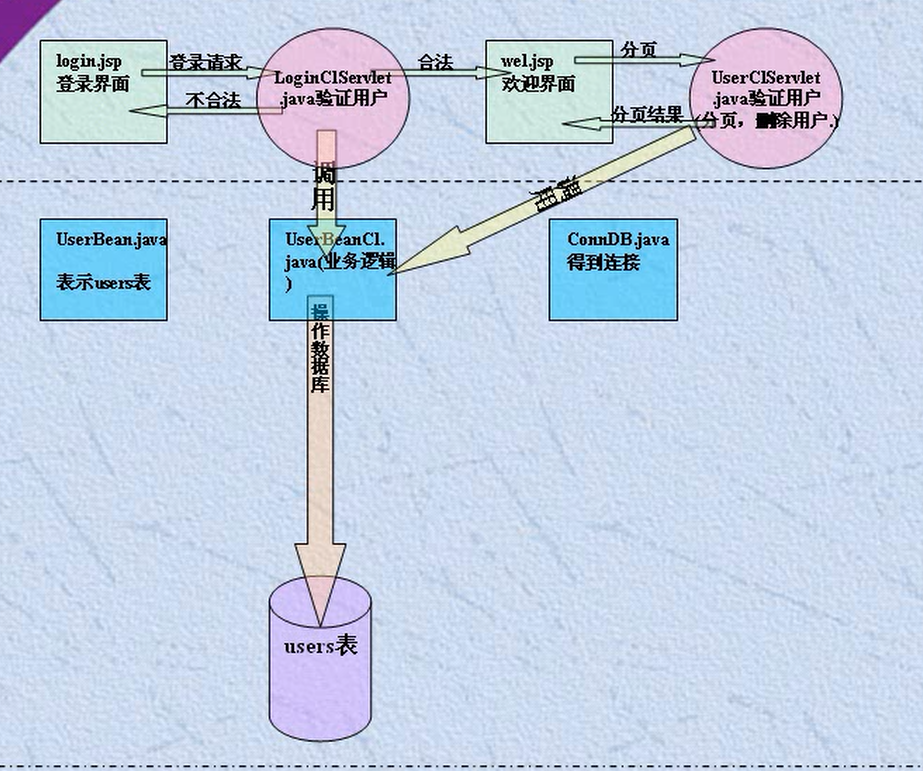 login.jsp
登录界面
登录请求
不合法
LoginClServlet
.java验证用户
合法
wel.jsp
欢迎界面
分页
分页结果
UserClServlet
.java验证用户
(分页，删除用户.)
调
用
调用
UserBean.java
表示users表
UserBeanCl.
java(业务逻辑
)
ConnDB.java
得到连接
操
作
数
据
库
users表